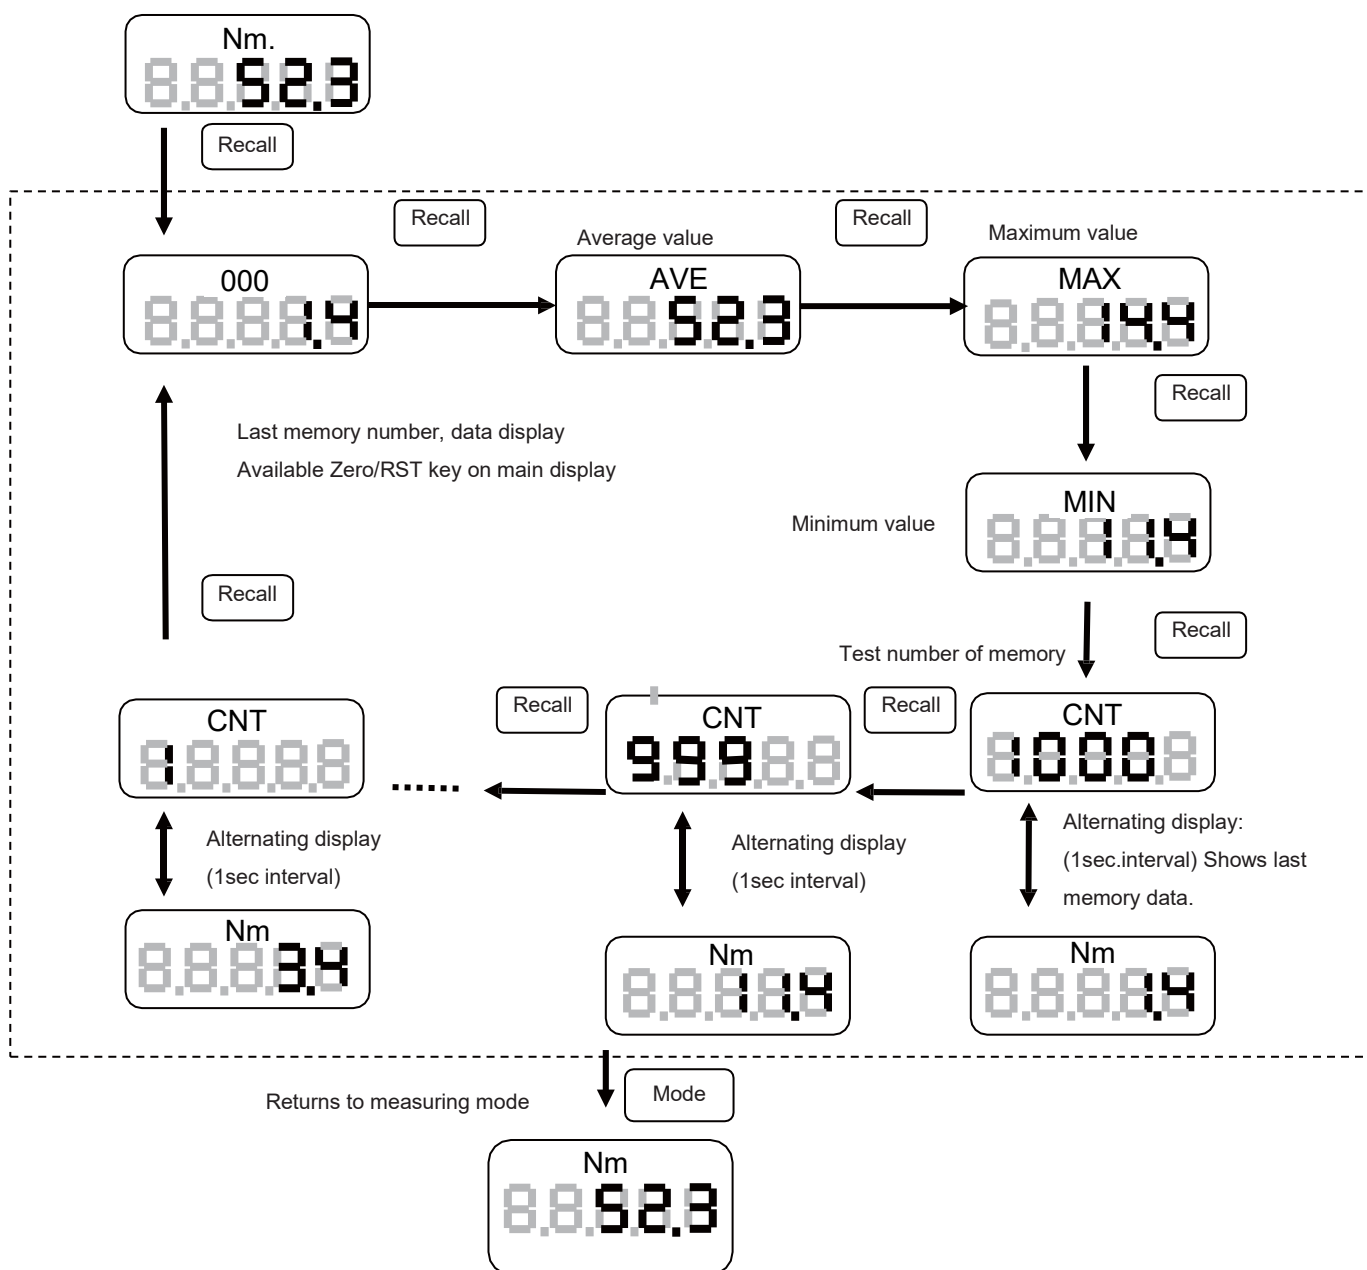 Nm.
52.3
Recall
Recall
Recall
Average value
Maximum value
000
1.4
AVE
52.3
MAX
14.4
Recall
Last memory number, data display
Available Zero/RST key on main display
MIN
11.4
Minimum value
Recall
Recall
Test number of memory
Recall
Recall
CNT
1
CNT
999
CNT
1000
Alternating display
(1sec interval)
Alternating display
(1sec interval)
Alternating display:
(1sec.interval) Shows last
memory data.
Nm
3.4
Nm
11.4
Nm
1.4
Returns to measuring mode
Mode
Nm
52.3